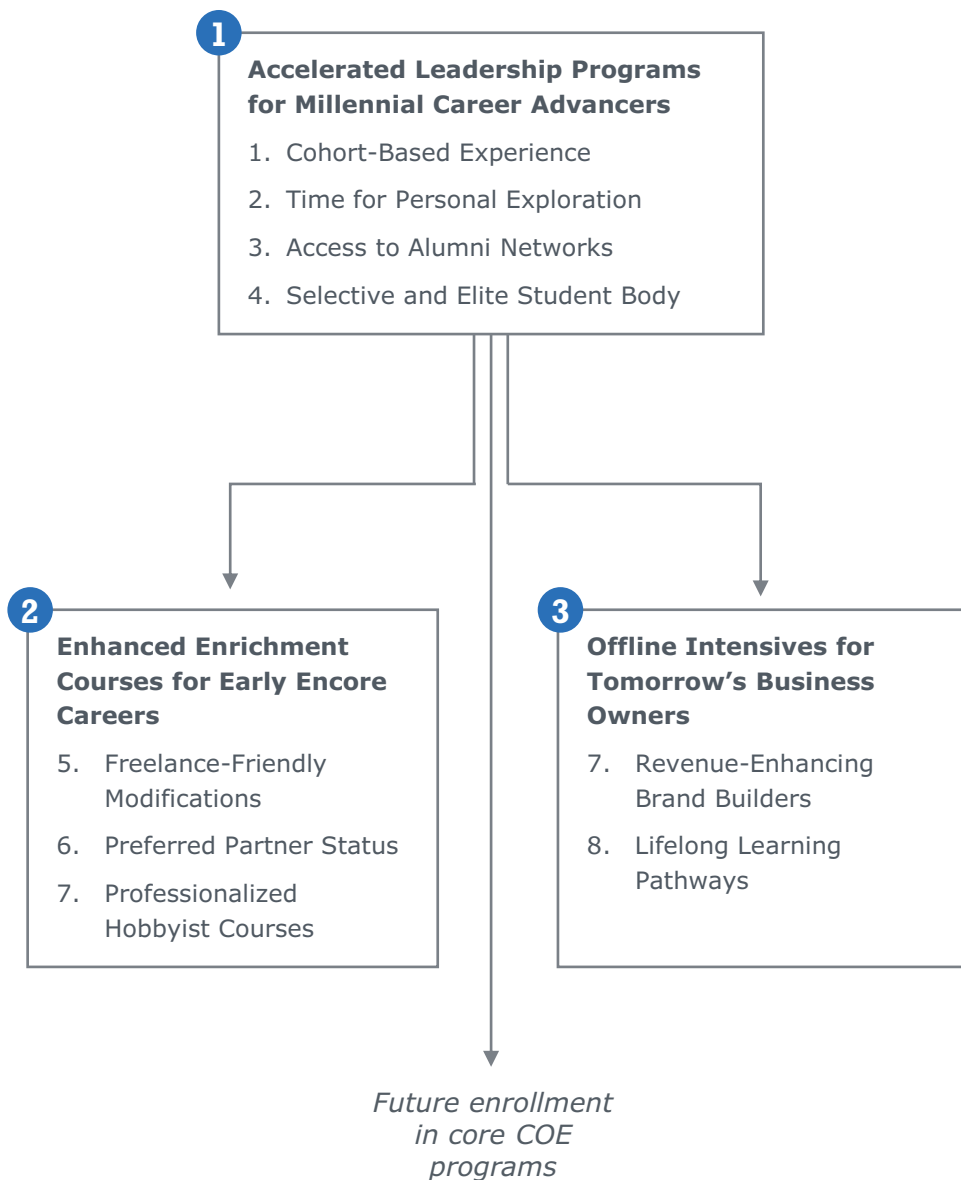 1
Accelerated Leadership Programs
for Millennial Career Advancers
1. Cohort-Based Experience
2. Time for Personal Exploration
3. Access to Alumni Networks
4. Selective and Elite Student Body
2
Enhanced Enrichment
Courses for Early Encore
Careers
5. Freelance-Friendly
Modifications
6. Preferred Partner Status
7. Professionalized
Hobbyist Courses
3
Offline Intensives for
Tomorrow’s Business
Owners
7. Revenue-Enhancing
Brand Builders
8. Lifelong Learning
Pathways
Future enrollment
in core COE
programs